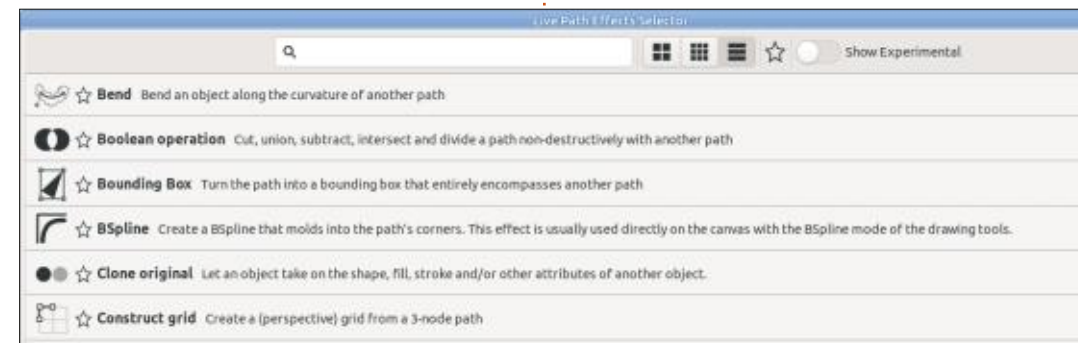 Live Path Effects Selector
Show Experimental
Bend Bend an object along the curvature of another path
Boolean operation Cut, union, subtract, intersect and divide a path non-destructively with another path
Bounding Box Turn the path into a bounding box that entirely encompasses another path
BSpline Create a BSpline that molds into the path's corners. This effect is usually used directly on the canvas with the BSpline mode of the drawing tools.
Clone original Let an object take on the shape, fill, stroke and/or other attributes of another object.
Construct grid Create a (perspective) grid from a 3-node path